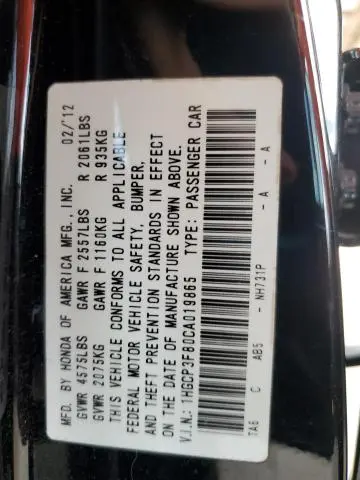 MFD. BY HONDA OF AMERICA MFG., INC. 02/'12
GVWR 4575LBS GAWR F 2557LBS R 2061LBS
GVWR 2075KG GAWR F 1160KG R 935KG
THIS VEHICLE CONFORMS TO ALL APPLICABLE
FEDERAL MOTOR VEHICLE SAFETY, BUMPER,
AND THEFT PREVENTION STANDARDS IN EFFECT
ON THE DATE OF MANUFACTURE SHOWN ABOVE.
V.I.N.: 1HGCP3F80CA019865 TYPE: PASSENGER CAR
TA6 C AB5 - NH731P - A - A